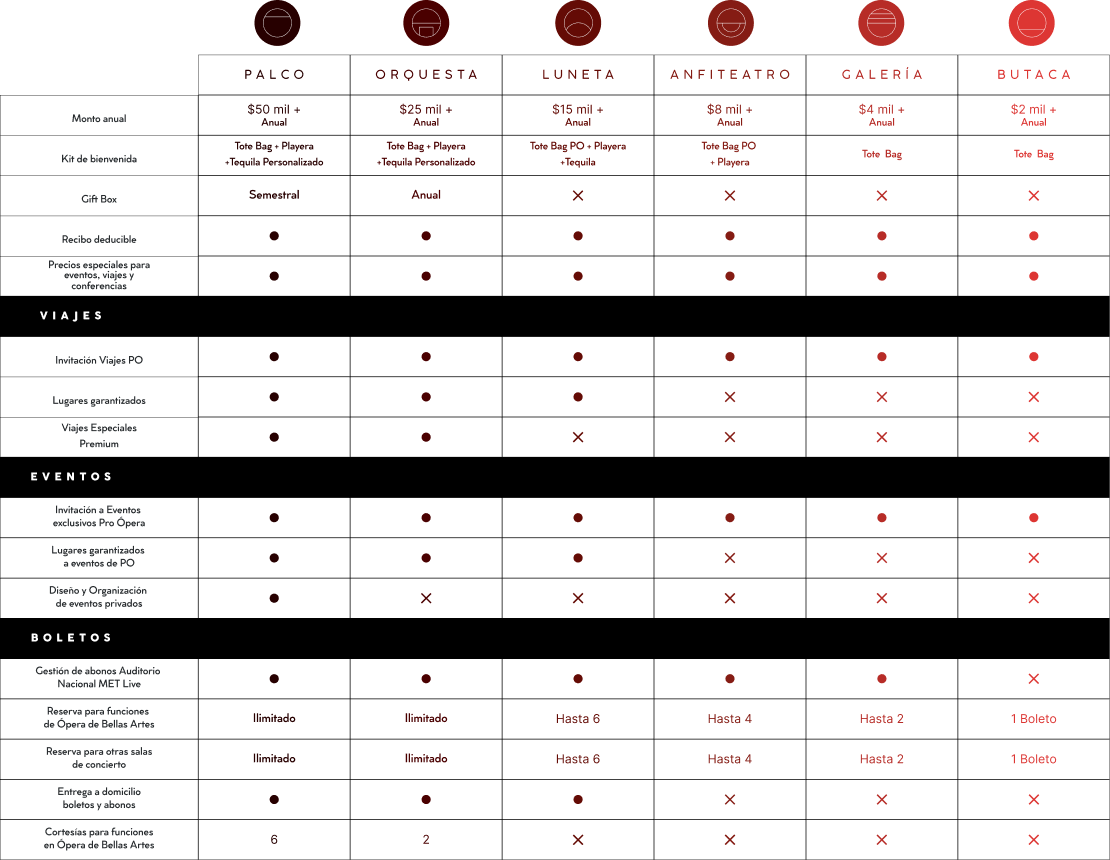 PALCO ORQUESTA LUNETA ANFITEATRO GALERÍA BUTACA
Monto anual
$50 mil + $25 mil + $15 mil + $8 mil + $4 mil + $2 mil +
Anual Anual Anual Anual Anual Anual
Kit de bienvenida
Tote Bag + Playera Tote Bag + Playera Tote Bag PO + Playera Tote Bag PO Tote Bag Tote Bag
+Tequila Personalizado +Tequila Personalizado +Tequila + Playera
Gift Box Semestral Anual
Recibo deducible
Precios especiales para
eventos, viajes y
conferencias
VIAJES
Invitación Viajes PO
Lugares garantizados
Viajes Especiales
Premium
EVENTOS
Invitación a Eventos
exclusivos Pro Ópera
Lugares garantizados
a eventos de PO
Diseño y Organización
de eventos privados
BOLETOS
Gestión de abonos Auditorio
Nacional MET Live
Reserva para funciones
de Ópera de Bellas Artes
Ilimitado Ilimitado Hasta 6 Hasta 4 Hasta 2 1 Boleto
Reserva para otras salas
de concierto
Ilimitado Ilimitado Hasta 6 Hasta 4 Hasta 2 1 Boleto
Entrega a domicilio
boletos y abonos
Cortesías para funciones
en Ópera de Bellas Artes
6 2